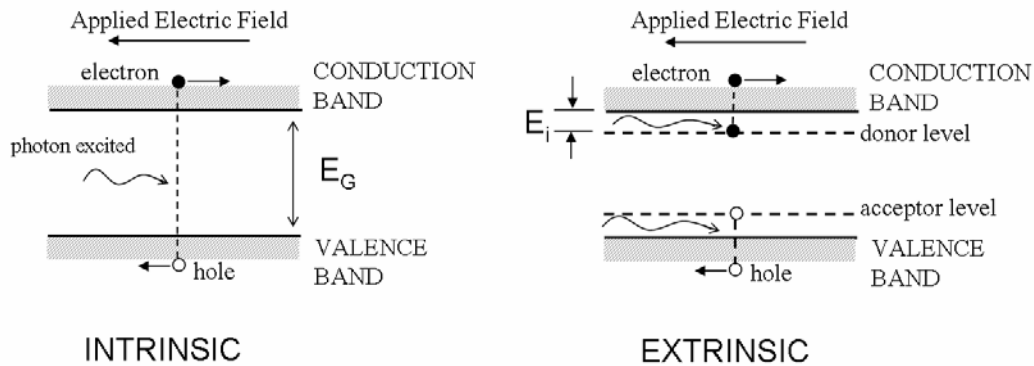 Applied Electric Field
electron
CONDUCTION
BAND
photon excited
E_G
VALENCE
BAND
hole
INTRINSIC
Applied Electric Field
electron
CONDUCTION
BAND
E_i
donor level
acceptor level
VALENCE
BAND
hole
EXTRINSIC